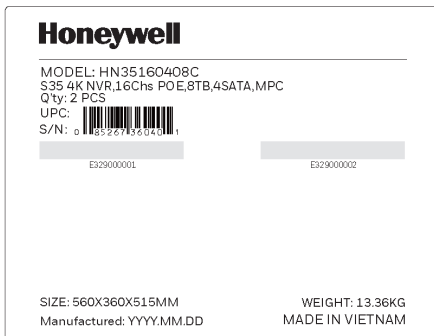 Honeywell
MODEL: HN35160408C
S35 4K NVR,16Chs POE,8TB,4SATA,MPC
Q'ty: 2 PCS
UPC:
S/N: 0 85267 36040 1
E329000001 E329000002
SIZE: 560X360X515MM WEIGHT: 13.36KG
Manufactured: YYYY.MM.DD MADE IN VIETNAM